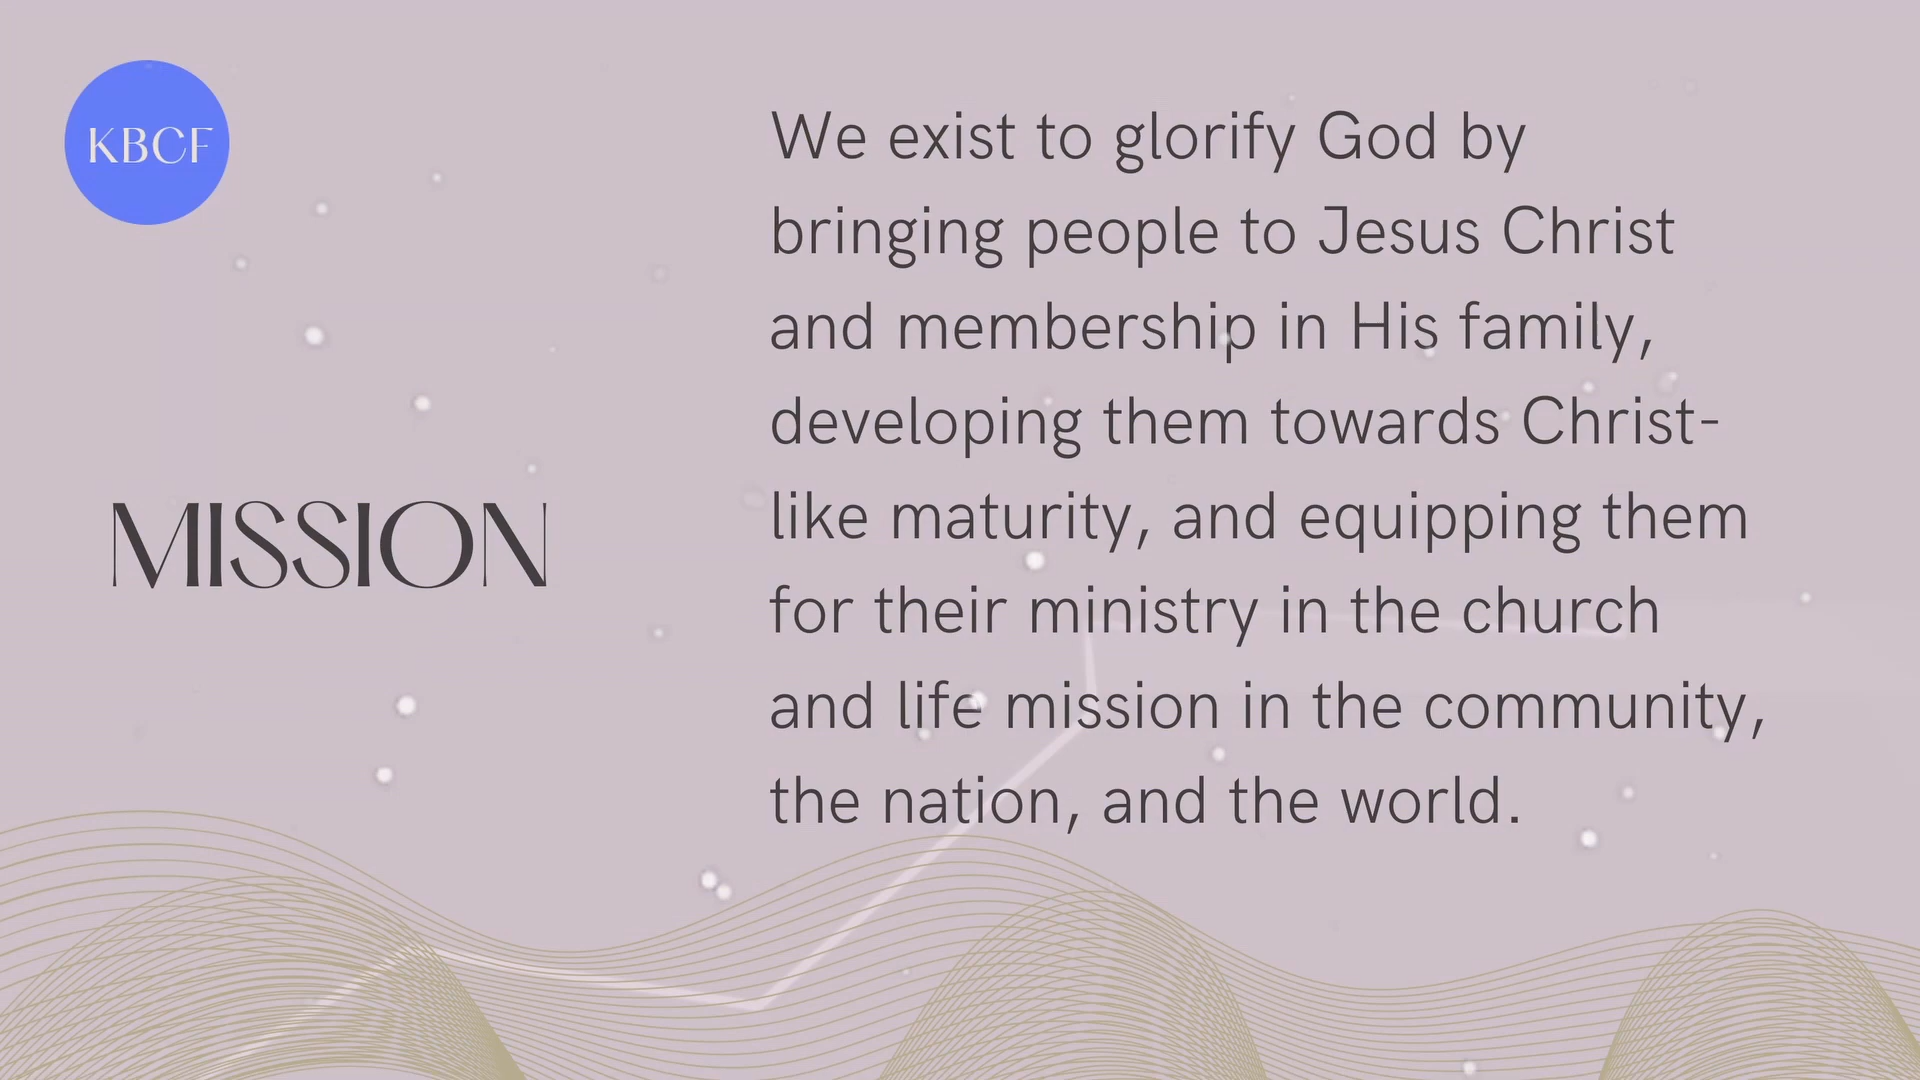 KBCF
MISSION
We exist to glorify God by
bringing people to Jesus Christ
and membership in His family,
developing them towards Christ-
like maturity, and equipping them
for their ministry in the church
and life mission in the community,
the nation, and the world.